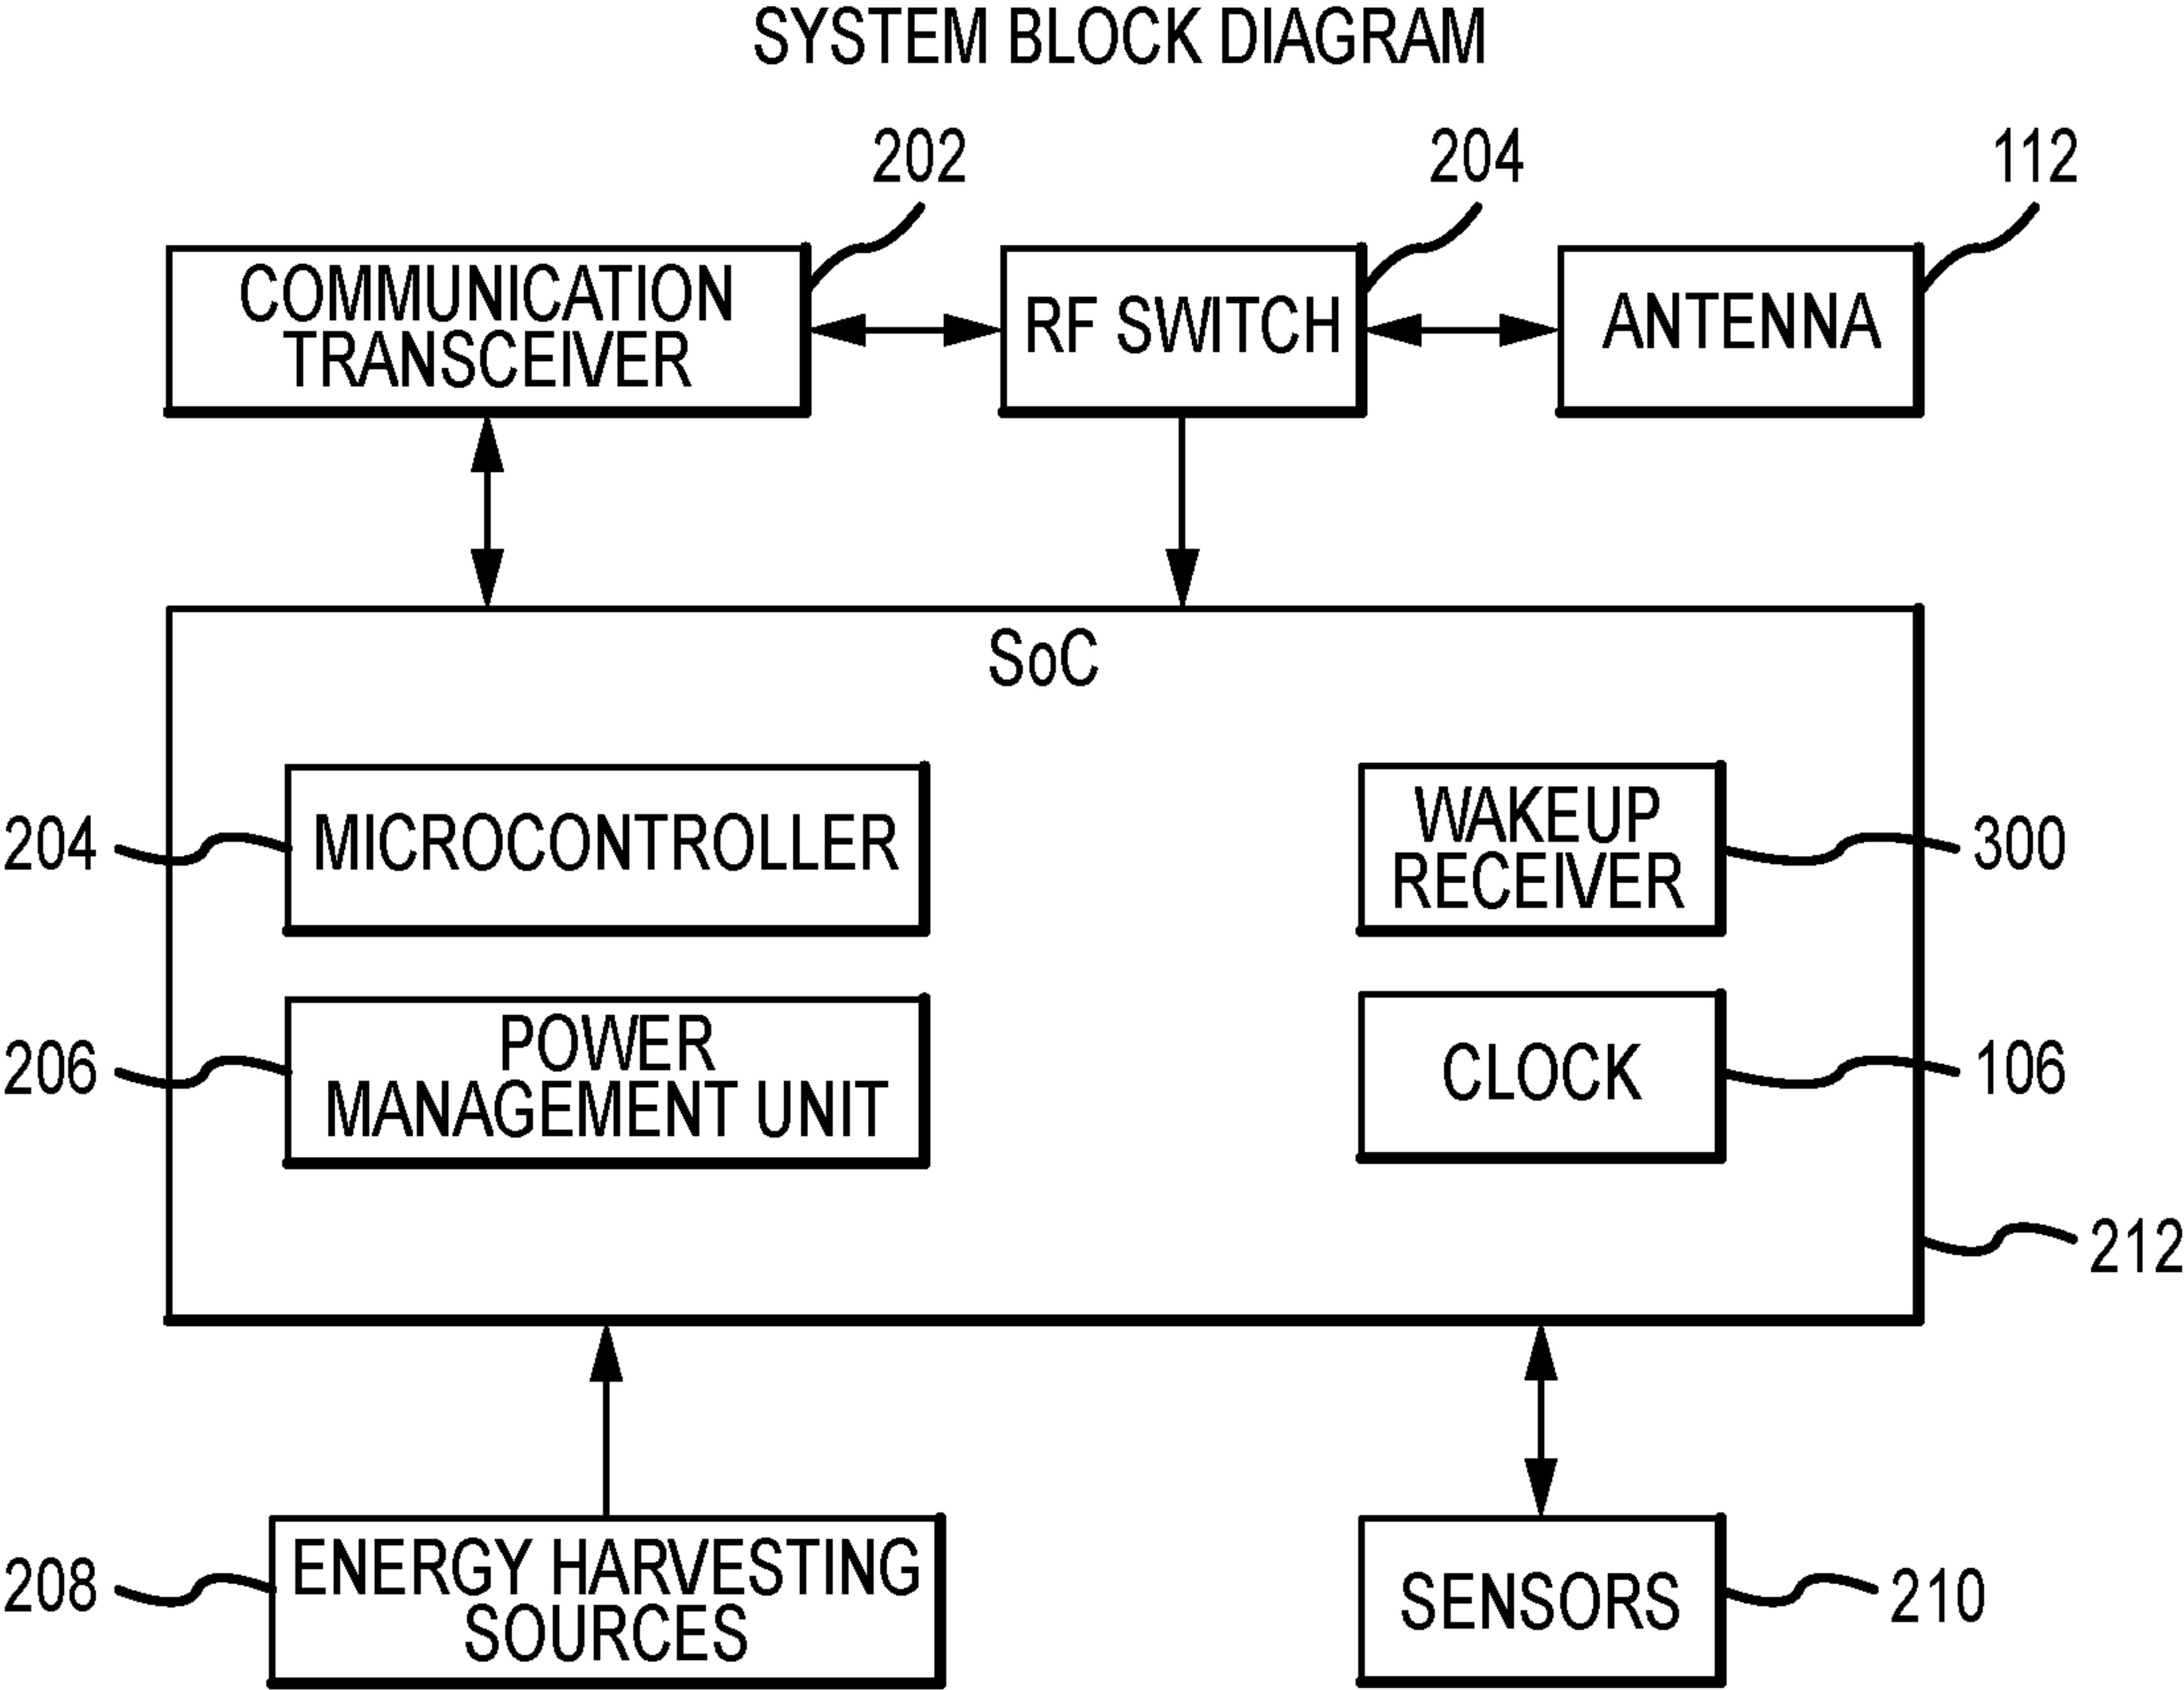 SYSTEM BLOCK DIAGRAM
202
204
112
COMMUNICATION
TRANSCEIVER
RF SWITCH
ANTENNA
SoC
204
MICROCONTROLLER
WAKEUP
RECEIVER
300
206
POWER
MANAGEMENT UNIT
CLOCK
106
212
208
ENERGY HARVESTING
SOURCES
SENSORS
210